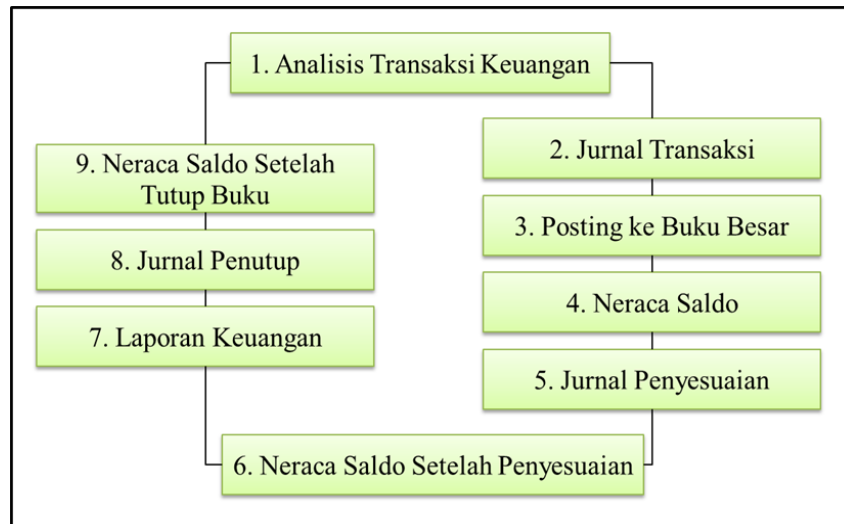 1. Analisis Transaksi Keuangan
2. Jurnal Transaksi
3. Posting ke Buku Besar
4. Neraca Saldo
5. Jurnal Penyesuaian
6. Neraca Saldo Setelah Penyesuaian
7. Laporan Keuangan
8. Jurnal Penutup
9. Neraca Saldo Setelah
Tutup Buku